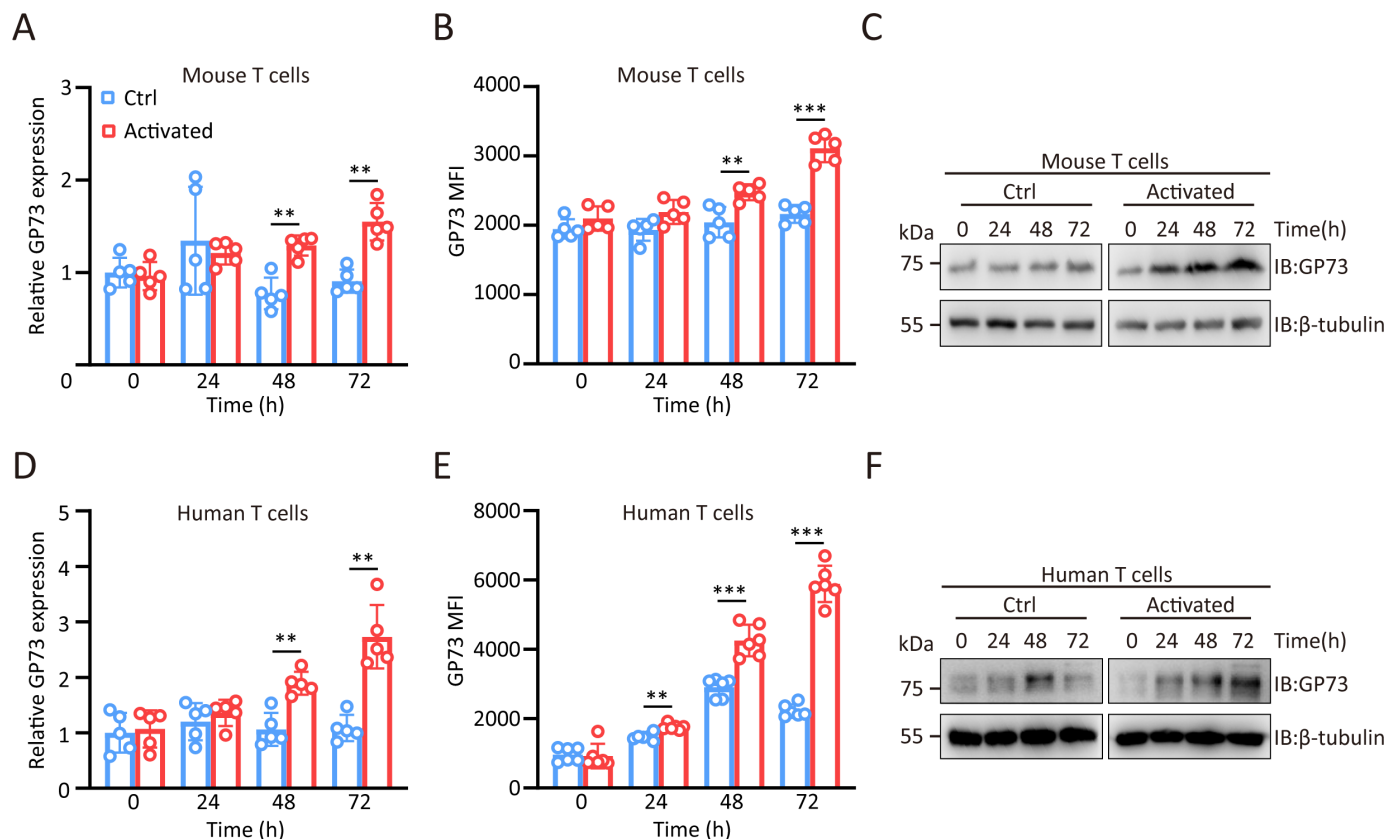 A
Mouse T cells
Ctrl
Activated
Relative GP73 expression
3
2
1
0
**
**
0 24 48 72
Time (h)
B
Mouse T cells
GP73 MFI
4000
3000
2000
1000
0
**
***
0 24 48 72
Time (h)
C
Mouse T cells
Ctrl Activated
kDa 0 24 48 72 0 24 48 72 Time(h)
75 IB:GP73
55 IB:β-tubulin
D
Human T cells
Relative GP73 expression
5
4
3
2
1
0
**
**
0 24 48 72
Time (h)
E
Human T cells
GP73 MFI
8000
6000
4000
2000
0
**
***
***
0 24 48 72
Time (h)
F
Human T cells
Ctrl Activated
kDa 0 24 48 72 0 24 48 72 Time(h)
75 IB:GP73
55 IB:β-tubulin